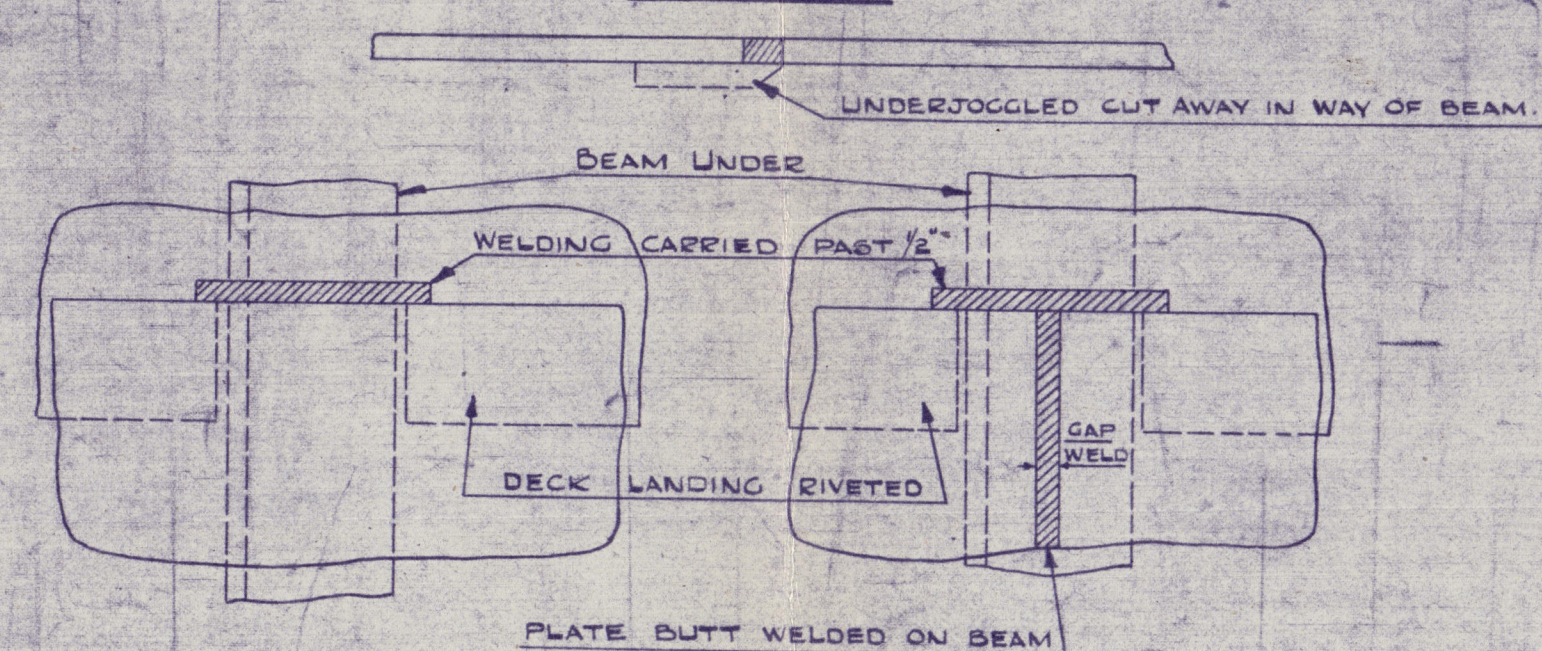 UNDERJOGGLED CUT AWAY IN WAY OF BEAM.
BEAM UNDER
WELDING CARRIED PAST 1/2"
GAP
WELD
DECK LANDING RIVETED
PLATE BUTT WELDED ON BEAM